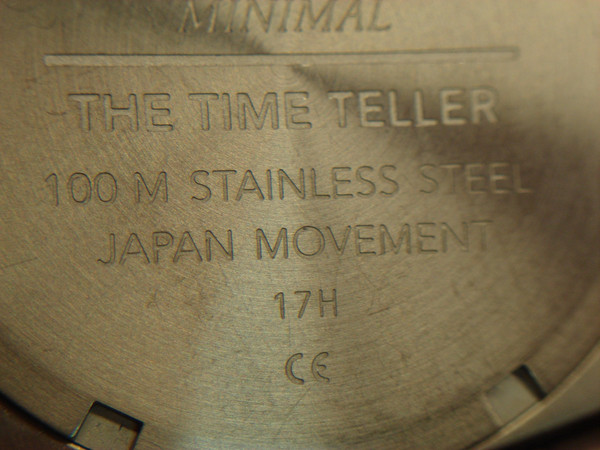 MINIMAL
THE TIME TELLER
100 M STAINLESS STEEL
JAPAN MOVEMENT
17H
CE